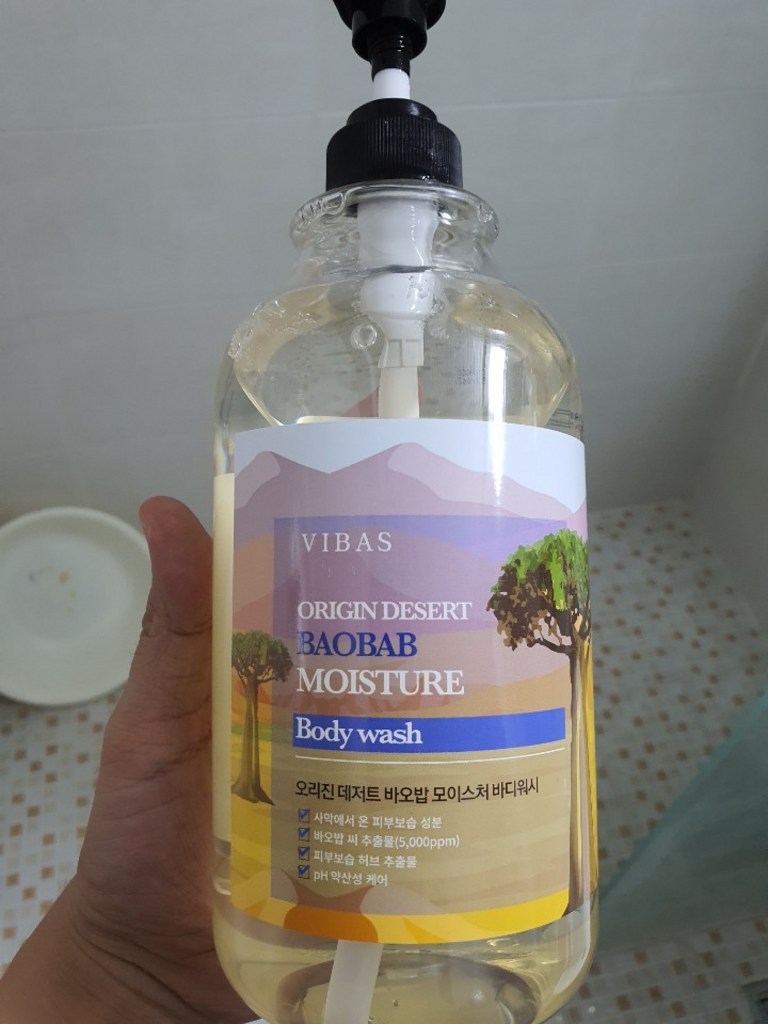 VIBAS
ORIGIN DESERT
BAOBAB
MOISTURE
Body wash
오리진 데저트 바오밥 모이스처 바디워시
사막에서 온 피부보습 성분
바오밥 씨 추출물(5,000ppm)
피부보습 허브 추출물
pH 약산성 케어